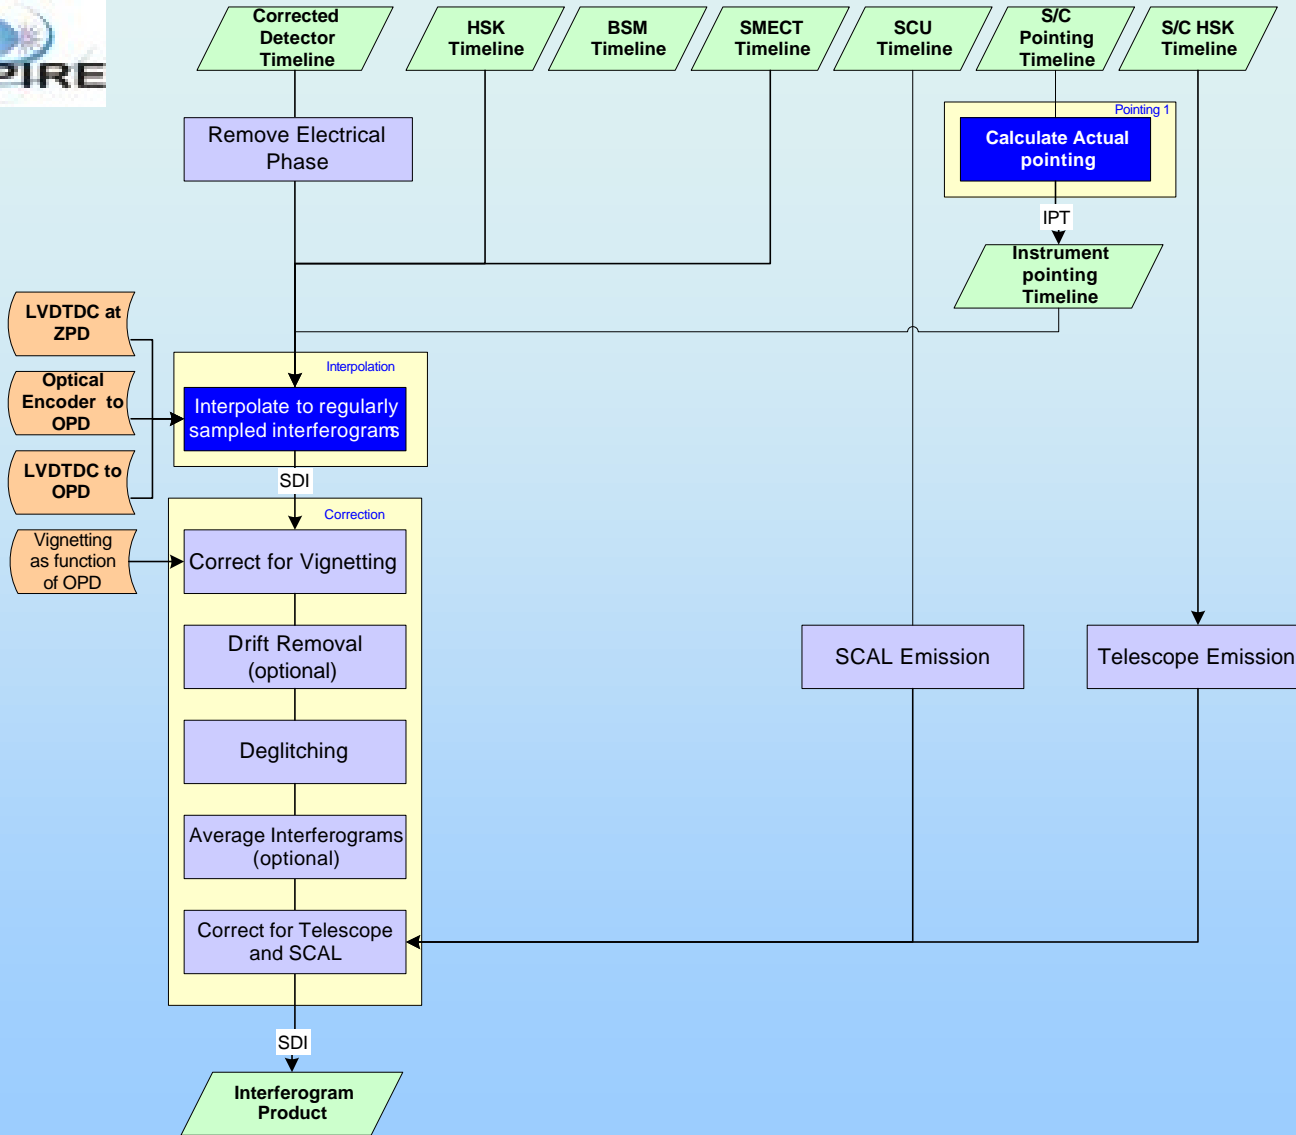 PIRE
Corrected
Detector
Timeline
HSK
Timeline
BSM
Timeline
SMECT
Timeline
SCU
Timeline
S/C
Pointing
Timeline
S/C HSK
Timeline
Remove Electrical
Phase
Pointing 1
Calculate Actual
pointing
IPT
Instrument
pointing
Timeline
LVDTDC at
ZPD
Optical
Encoder to
OPD
LVDTDC to
OPD
Interpolation
Interpolate to regularly
sampled interferograms
SDI
Correction
Vignetting
as function
of OPD
Correct for Vignetting
Drift Removal
(optional)
SCAL Emission
Telescope Emission
Deglitching
Average Interferograms
(optional)
Correct for Telescope
and SCAL
SDI
Interferogram
Product